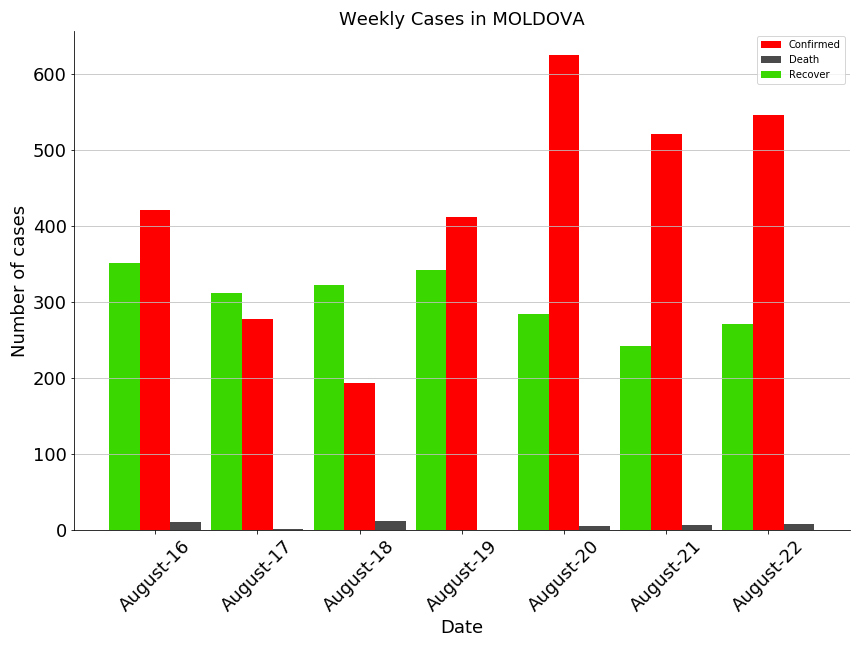 Weekly Cases in MOLDOVA
Confirmed
Death
Recover
Number of cases
600
500
400
300
200
100
0
August-16
August-17
August-18
August-19
August-20
August-21
August-22
Date